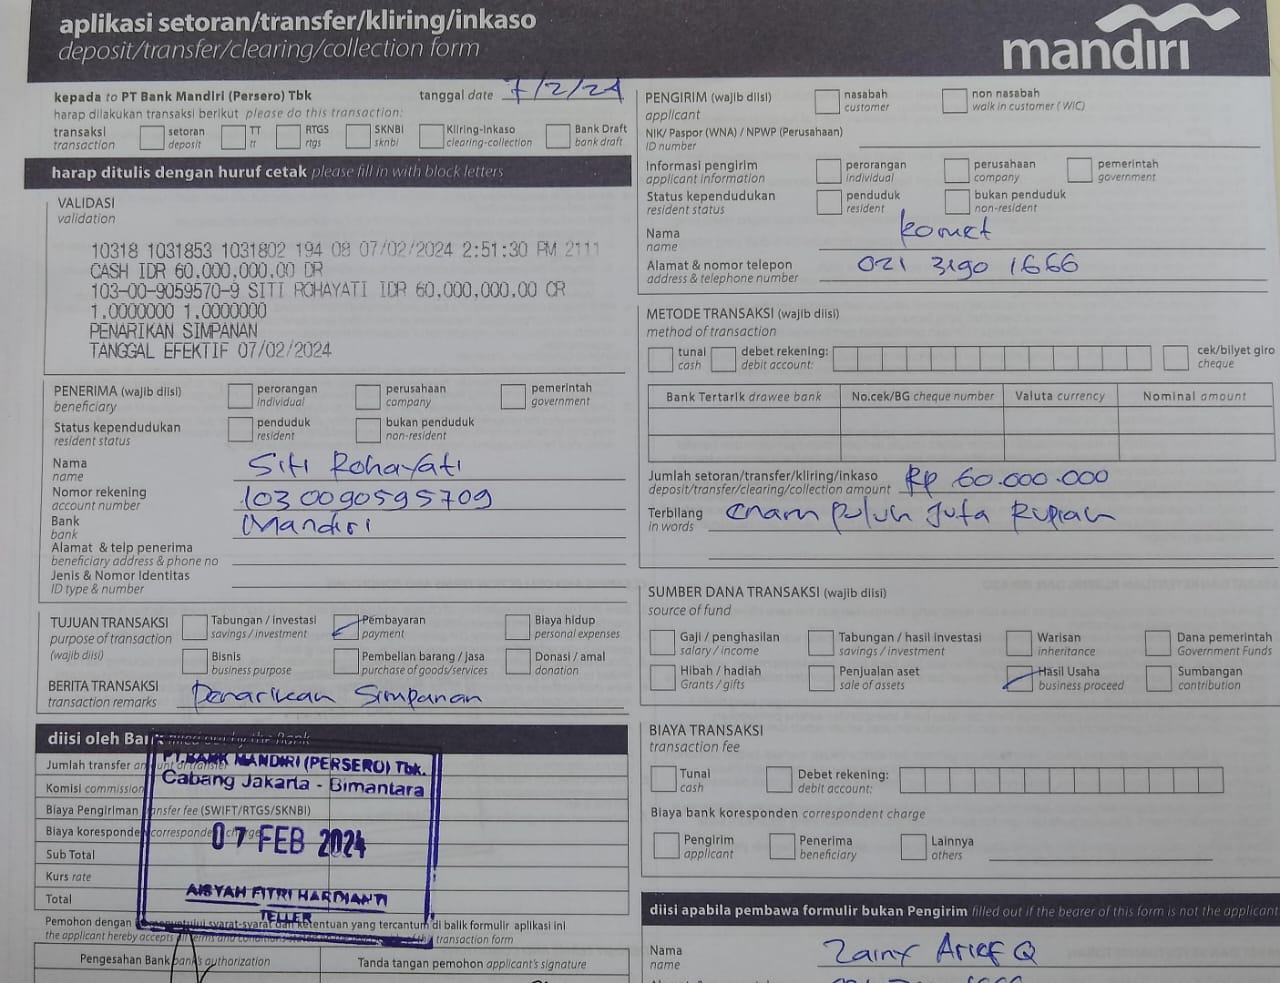 aplikasi setoran/transfer/kliring/inkaso
deposit/transfer/clearing/collection form
mandiri
kepada to PT Bank Mandiri (Persero) Tbk
tanggal date 7/2/24
harap dilakukan transaksi berikut please do this transaction:
transaksi transaction
setoran deposit
TT tt
RTGS rtgs
SKNBI sknbi
Kliring-Inkaso clearing-collection
Bank Draft bank draft
harap ditulis dengan huruf cetak please fill in with block letters
VALIDASI
validation
10318 1031853 1031802 194 08 07/02/2024 2:51:30 PM 2111
CASH IDR 60.000,000,00 DR
103-00-9059570-9 SITI ROHAYATI IDR 60,000,000.00 CR
1.0000000 1.0000000
PENARIKAN SIMPANAN
TANGGAL EFEKTIF 07/02/2024
PENERIMA (wajib diisi)
beneficiary
perorangan individual
perusahaan company
pemerintah government
Status kependudukan
resident status
penduduk resident
bukan penduduk non-resident
Nama
name
Siti Rohayati
Nomor rekening
account number
1030090595709
Bank
bank
Mandiri
Alamat & telp penerima
beneficiary address & phone no
Jenis & Nomor Identitas
ID type & number
TUJUAN TRANSAKSI
purpose of transaction
(wajib diisi)
Tabungan / investasi savings / investment
Pembayaran payment
Biaya hidup personal expenses
Bisnis business purpose
Pembelian barang / jasa purchase of goods/services
Donasi / amal donation
BERITA TRANSAKSI
transaction remarks
Penarikan Simpanan
diisi oleh Bank filled out by the Bank
Jumlah transfer amount of transfer
Komisi commission
Biaya Pengiriman transfer fee (SWIFT/RTGS/SKNBI)
Biaya koresponden correspondent charge
Sub Total
Kurs rate
Total
PT.BANK MANDIRI (PERSERO) Tbk.
Cabang Jakarta - Bimantara
07 FEB 2024
AISYAH FITRI HARDIANTI
TELLER
Pemohon dengan ini menyetujui syarat-syarat dan ketentuan yang tercantum di balik formulir aplikasi ini
the applicant hereby accepts all terms and conditions
transaction form
Pengesahan Bank bank's authorization
Tanda tangan pemohon applicant's signature
PENGIRIM (wajib diisi)
applicant
nasabah customer
non nasabah walk in customer (WIC)
NIK/ Paspor (WNA) / NPWP (Perusahaan)
ID number
Informasi pengirim
applicant information
perorangan individual
perusahaan company
pemerintah government
Status kependudukan
resident status
penduduk resident
bukan penduduk non-resident
Nama
name
Komet
Alamat & nomor telepon
address & telephone number
021 3190 1666
METODE TRANSAKSI (wajib diisi)
method of transaction
tunai cash
debet rekening: debit account:
cek/bilyet giro cheque
Bank Tertarik drawee bank
No.cek/BG cheque number
Valuta currency
Nominal amount
Jumlah setoran/transfer/kliring/inkaso
deposit/transfer/clearing/collection amount
Rp 60.000.000
Terbilang
in words
enam puluh Juta Rupiah
SUMBER DANA TRANSAKSI (wajib diisi)
source of fund
Gaji / penghasilan salary / income
Tabungan / hasil investasi savings / investment
Warisan inheritance
Dana pemerintah Government Funds
Hibah / hadiah Grants / gifts
Penjualan aset sale of assets
Hasil Usaha business proceed
Sumbangan contribution
BIAYA TRANSAKSI
transaction fee
Tunai cash
Debet rekening: debit account:
Biaya bank koresponden correspondent charge
Pengirim applicant
Penerima beneficiary
Lainnya others
diisi apabila pembawa formulir bukan Pengirim filled out if the bearer of this form is not the applicant
Nama
name
Arief Q